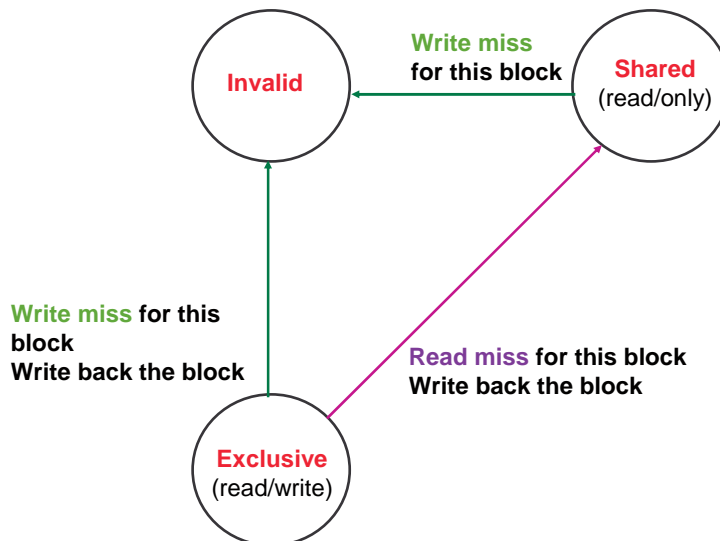 Invalid
Write miss
for this block
Shared
(read/only)
Write miss for this
block
Write back the block
Read miss for this block
Write back the block
Exclusive
(read/write)